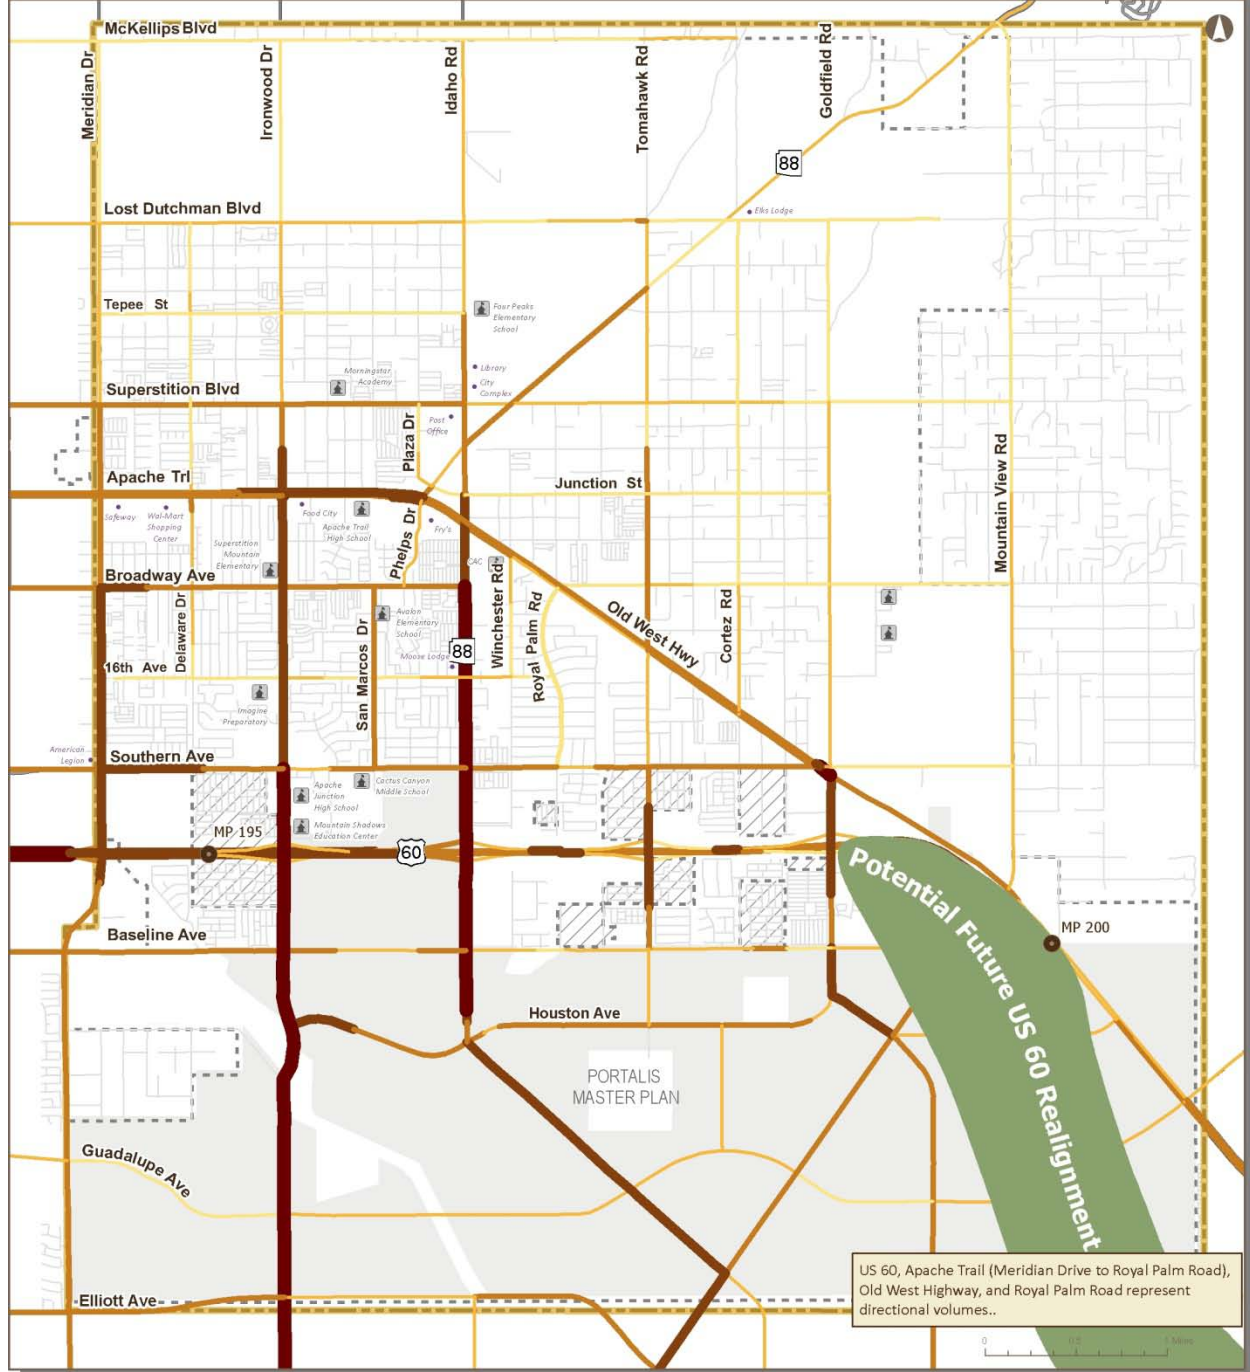 McKellips Blvd
Meridian Dr
Ironwood Dr
Idaho Rd
Tomahawk Rd
Goldfield Rd
88
Lost Dutchman Blvd
Elks Lodge
Tepee St
Four Peaks
Elementary
School
Library
City
Complex
Morningstar
Academy
Superstition Blvd
Post
Office
Plaza Dr
Mountain View Rd
Apache Trl
Junction St
Safeway
Wal-Mart
Shopping
Center
Food City
Apache Trail
High School
Phelps Dr
Fry's
Superstition
Mountain
Elementary
CAC
Broadway Ave
Delaware Dr
San Marcos Dr
Avalon
Elementary
School
Winchester Rd
Royal Palm Rd
Old West Hwy
Cortez Rd
16th Ave
Moose Lodge
88
Imagine
Preparatory
American
Legion
Southern Ave
Apache
Junction
High School
Cactus Canyon
Middle School
Mountain Shadows
Education Center
MP 195
60
Potential Future US 60 Realignment
MP 200
Baseline Ave
Houston Ave
PORTALIS
MASTER PLAN
Guadalupe Ave
Elliott Ave
US 60, Apache Trail (Meridian Drive to Royal Palm Road),
Old West Highway, and Royal Palm Road represent
directional volumes..
0 0.5 1 Miles